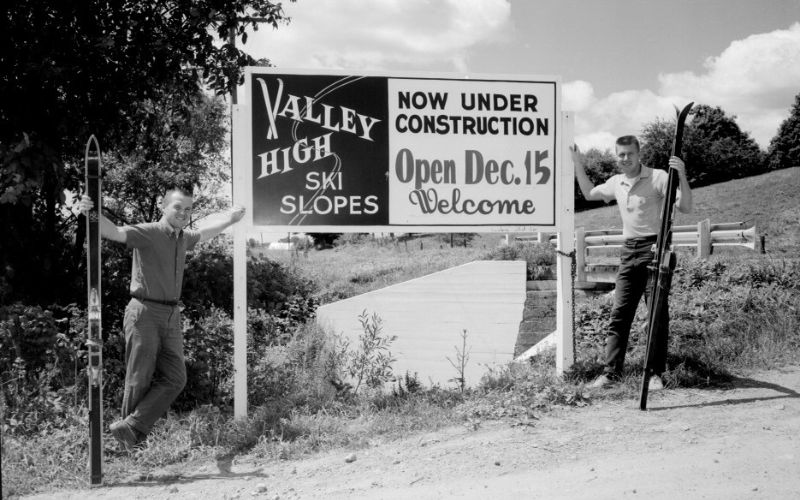 VALLEY
HIGH
SKI
SLOPES
NOW UNDER
CONSTRUCTION
Open Dec. 15
Welcome